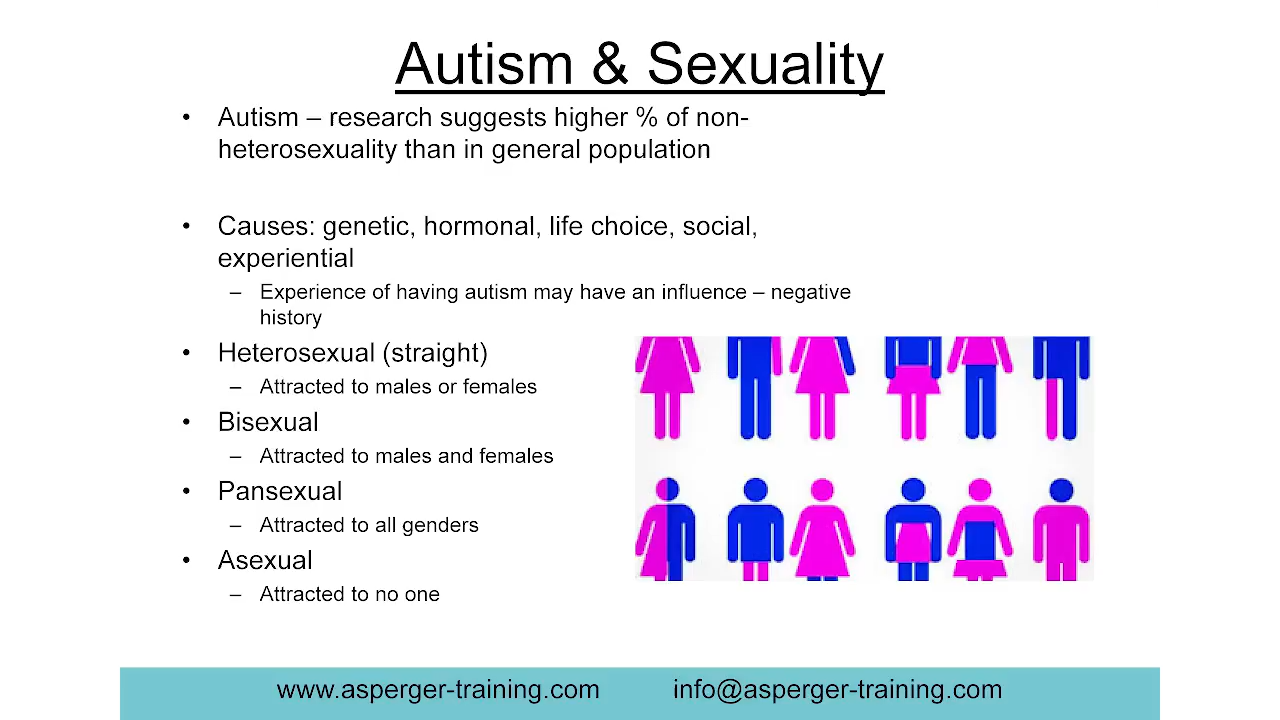 Autism & Sexuality
• Autism – research suggests higher % of non-
heterosexuality than in general population
• Causes: genetic, hormonal, life choice, social,
experiential
– Experience of having autism may have an influence – negative
history
• Heterosexual (straight)
– Attracted to males or females
• Bisexual
– Attracted to males and females
• Pansexual
– Attracted to all genders
• Asexual
– Attracted to no one
www.asperger-training.com info@asperger-training.com